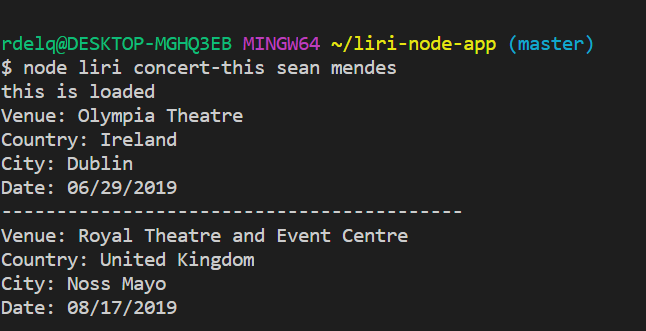 rdelq@DESKTOP-MGHQ3EB MINGW64 ~/liri-node-app (master)
$ node liri concert-this sean mendes
this is loaded
Venue: Olympia Theatre
Country: Ireland
City: Dublin
Date: 06/29/2019
------------------------------------------
Venue: Royal Theatre and Event Centre
Country: United Kingdom
City: Noss Mayo
Date: 08/17/2019